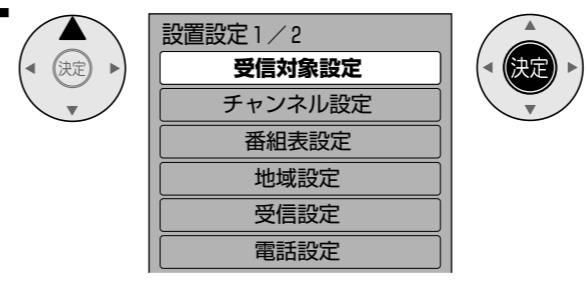 決定
設置設定1／2
受信対象設定
チャンネル設定
番組表設定
地域設定
受信設定
電話設定
決定